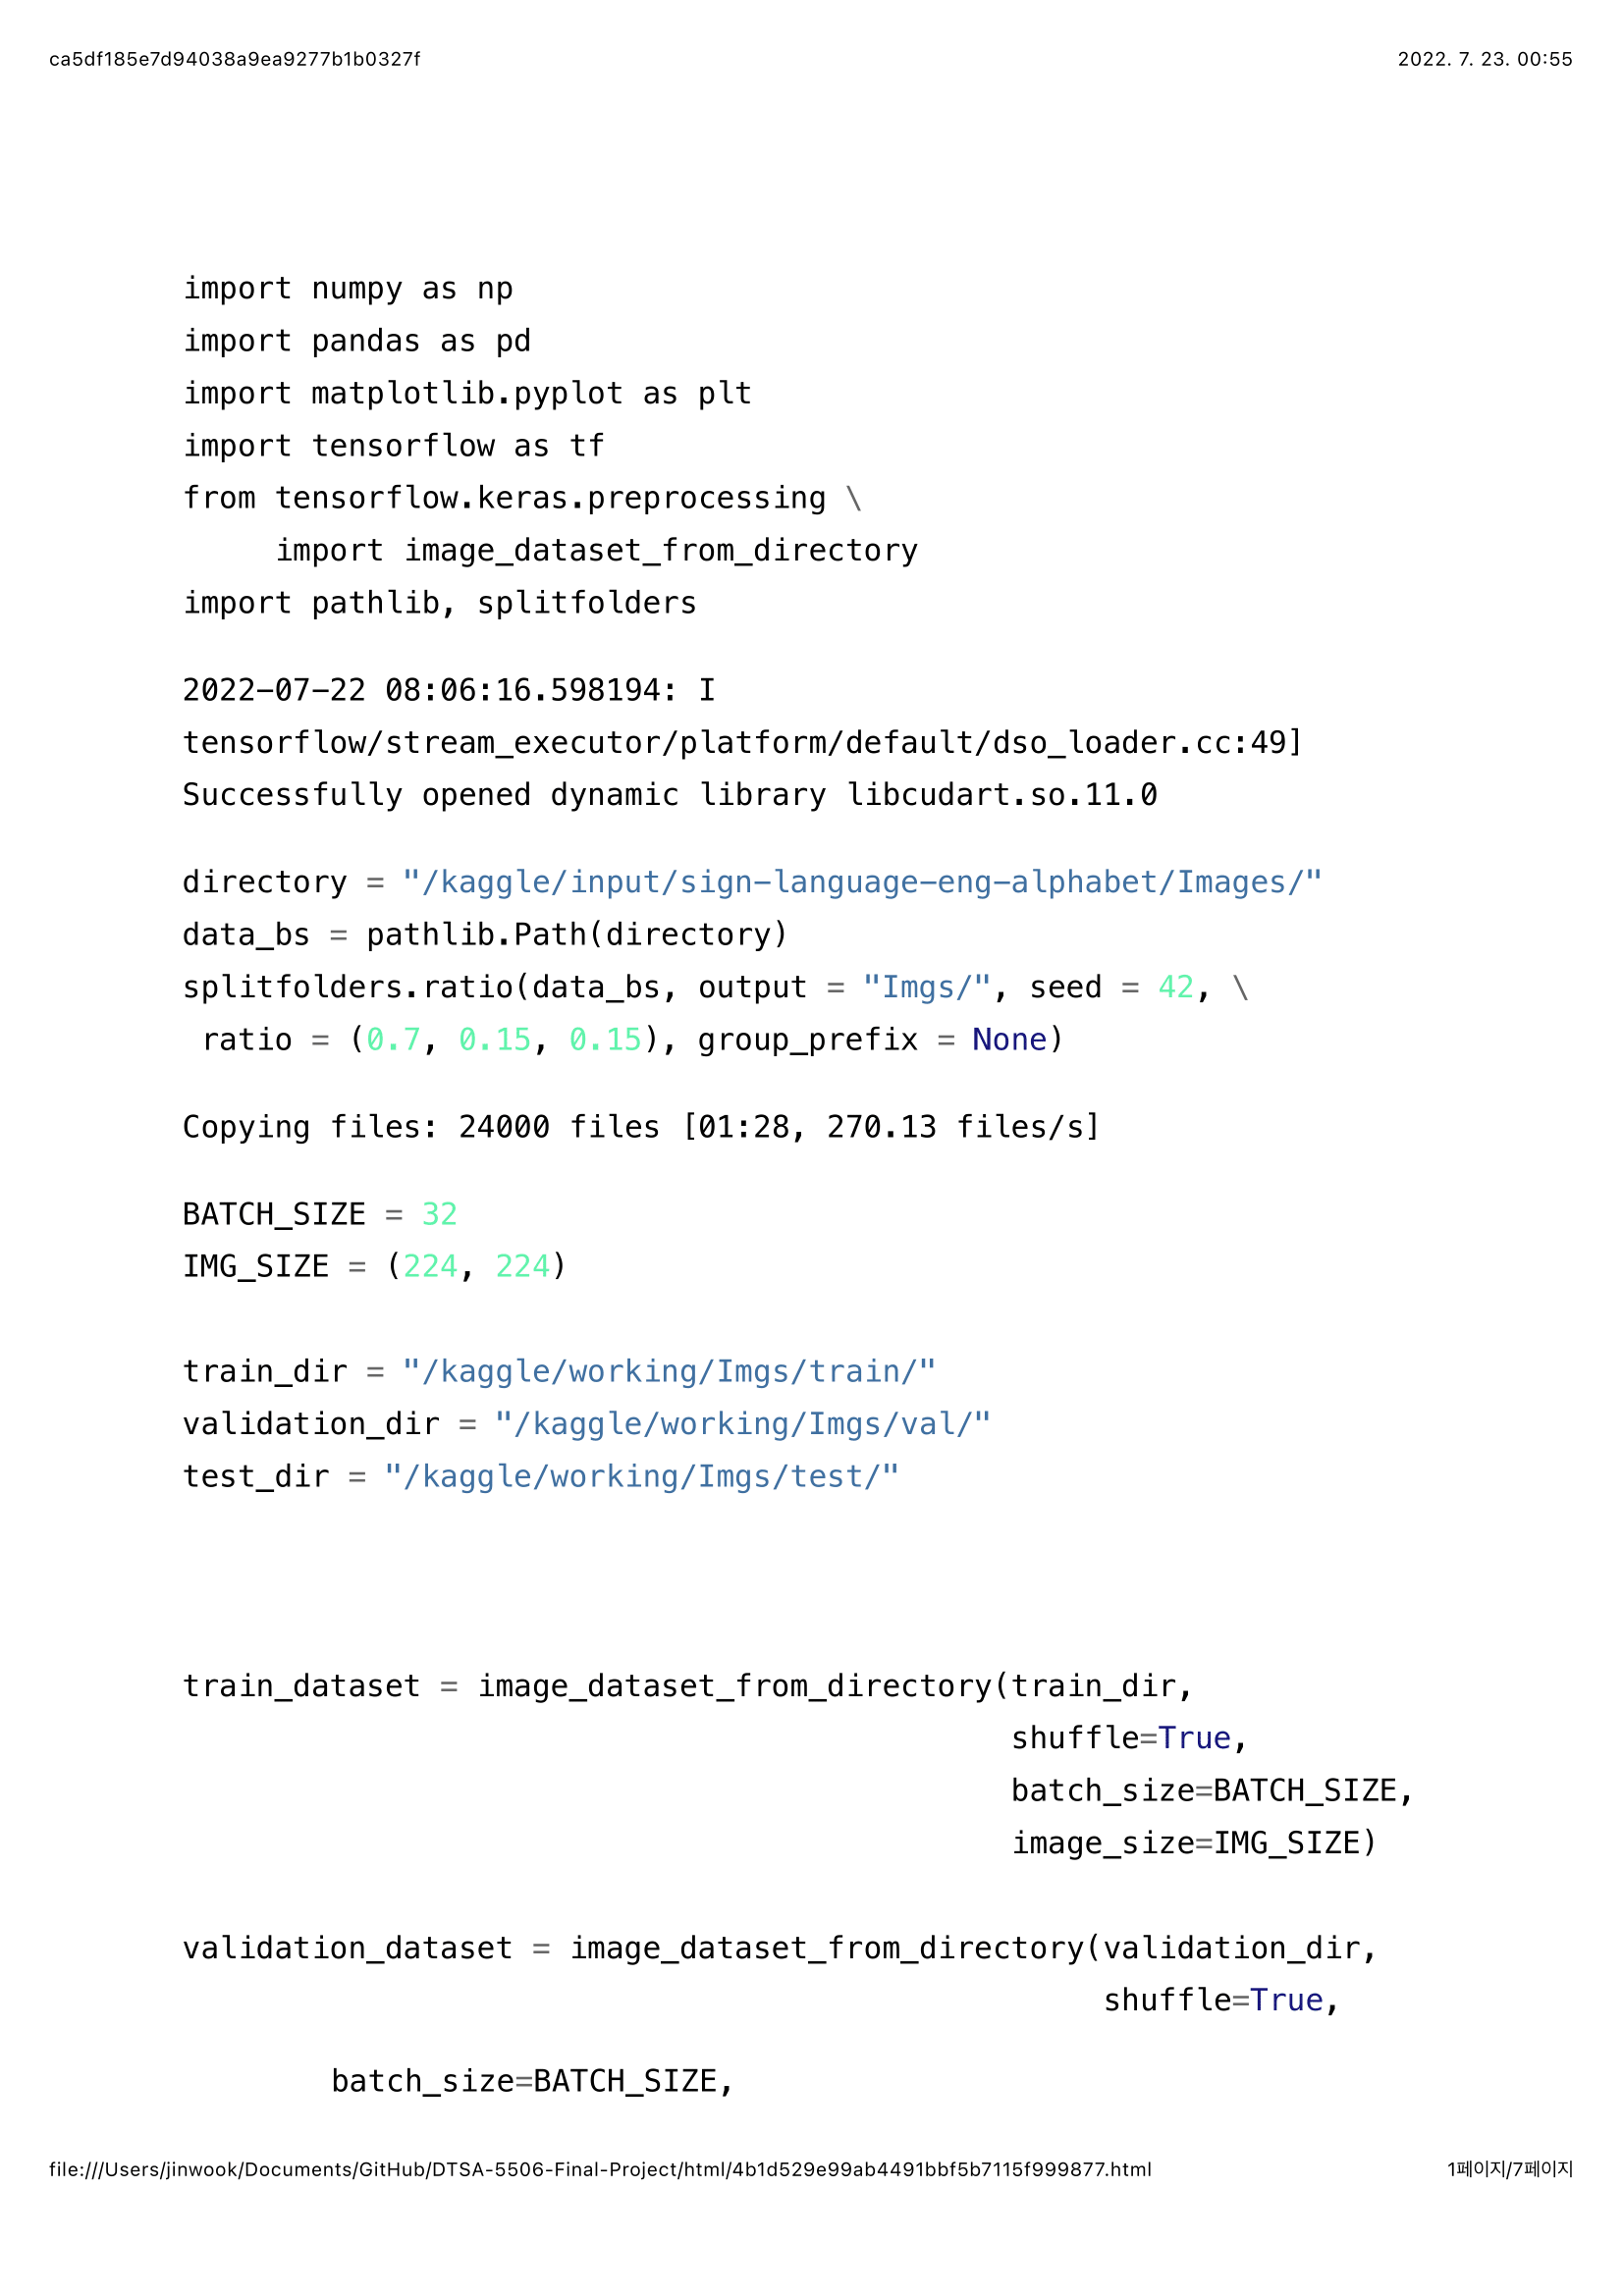 ca5df185e7d94038a9ea9277b1b0327f 2022. 7. 23. 00:55
import numpy as np
import pandas as pd
import matplotlib.pyplot as plt
import tensorflow as tf
from tensorflow.keras.preprocessing \
     import image_dataset_from_directory
import pathlib, splitfolders
2022-07-22 08:06:16.598194: I
tensorflow/stream_executor/platform/default/dso_loader.cc:49]
Successfully opened dynamic library libcudart.so.11.0
directory = "/kaggle/input/sign-language-eng-alphabet/Images/"
data_bs = pathlib.Path(directory)
splitfolders.ratio(data_bs, output = "Imgs/", seed = 42, \
 ratio = (0.7, 0.15, 0.15), group_prefix = None)
Copying files: 24000 files [01:28, 270.13 files/s]
BATCH_SIZE = 32
IMG_SIZE = (224, 224)
train_dir = "/kaggle/working/Imgs/train/"
validation_dir = "/kaggle/working/Imgs/val/"
test_dir = "/kaggle/working/Imgs/test/"
train_dataset = image_dataset_from_directory(train_dir,
                                             shuffle=True,
                                             batch_size=BATCH_SIZE,
                                             image_size=IMG_SIZE)
validation_dataset = image_dataset_from_directory(validation_dir,
                                                  shuffle=True,
        batch_size=BATCH_SIZE,
file:///Users/jinwook/Documents/GitHub/DTSA-5506-Final-Project/html/4b1d529e99ab4491bbf5b7115f999877.html 1페이지/7페이지